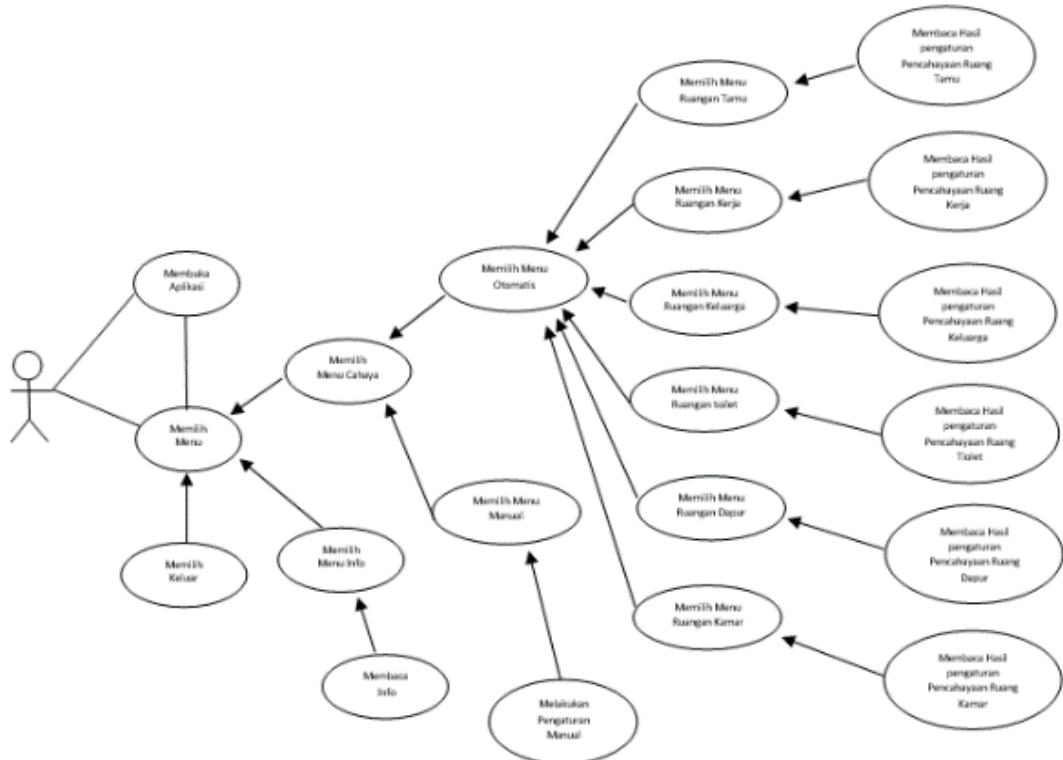 Membaca Hasil
pengaturan
Pencahayaan Ruang
Tamu
Memilih Menu
Ruangan Tamu
Membaca Hasil
pengaturan
Pencahayaan Ruang
Kerja
Memilih Menu
Ruangan Kerja
Membuka
Aplikasi
Memilih Menu
Otomatis
Memilih Menu
Ruangan Keluarga
Membaca Hasil
pengaturan
Pencahayaan Ruang
Keluarga
Memilih
Menu Cahaya
Memilih Menu
Ruangan toilet
Membaca Hasil
pengaturan
Pencahayaan Ruang
Tiolet
Memilih
Menu
Memilih Menu
Manual
Memilih Menu
Ruangan Dapur
Membaca Hasil
pengaturan
Pencahayaan Ruang
Dapur
Memilih
Keluar
Memilih
Menu Info
Memilih Menu
Ruangan Kamar
Membaca Hasil
pengaturan
Pencahayaan Ruang
Kamar
Membaca
Info
Melakukan
Pengaturan
Manual